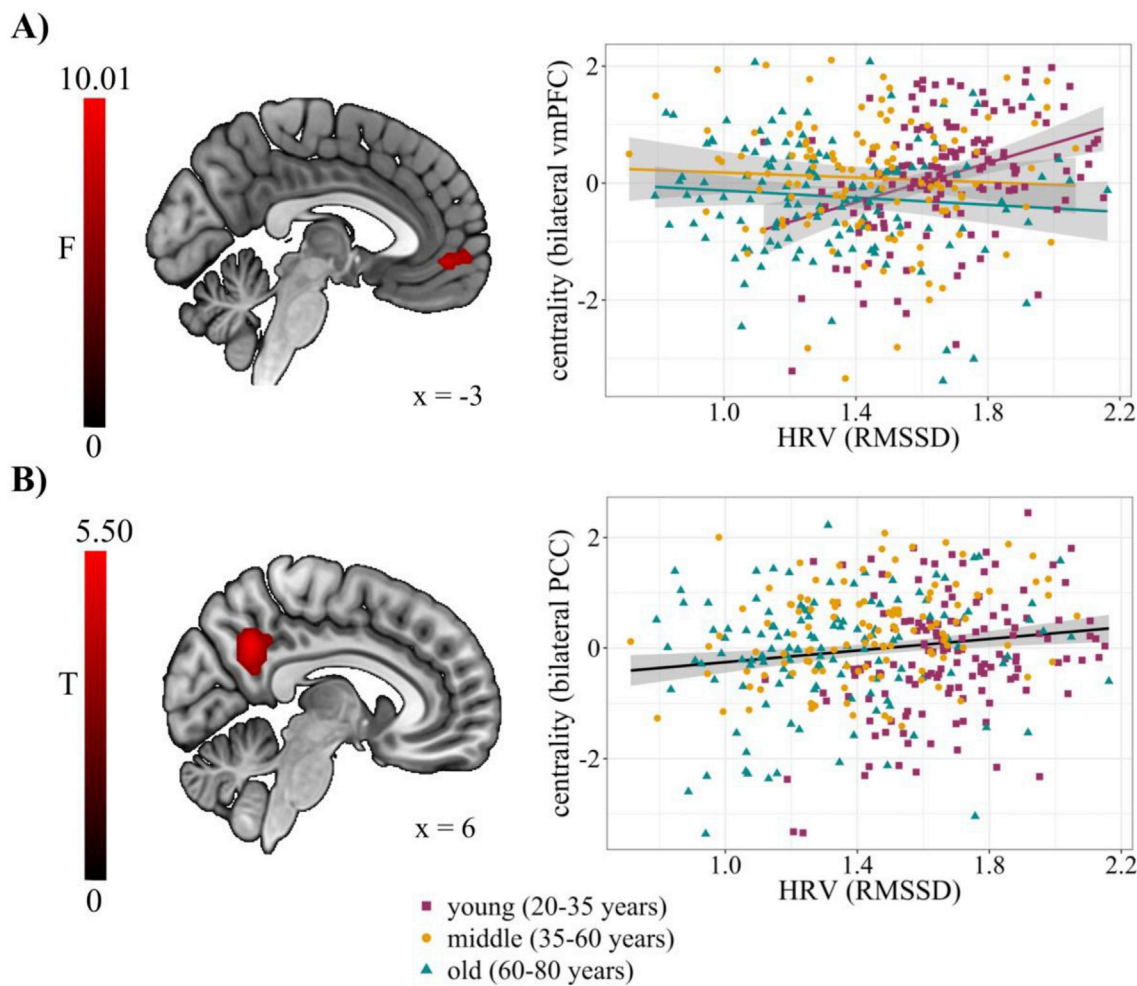 A)
10.01
F
0
x = -3
centrality (bilateral vmPFC)
2
0
-2
1.0 1.4 1.8 2.2
HRV (RMSSD)
B)
5.50
T
0
x = 6
centrality (bilateral PCC)
2
0
-2
1.0 1.4 1.8 2.2
HRV (RMSSD)
young (20-35 years)
middle (35-60 years)
old (60-80 years)